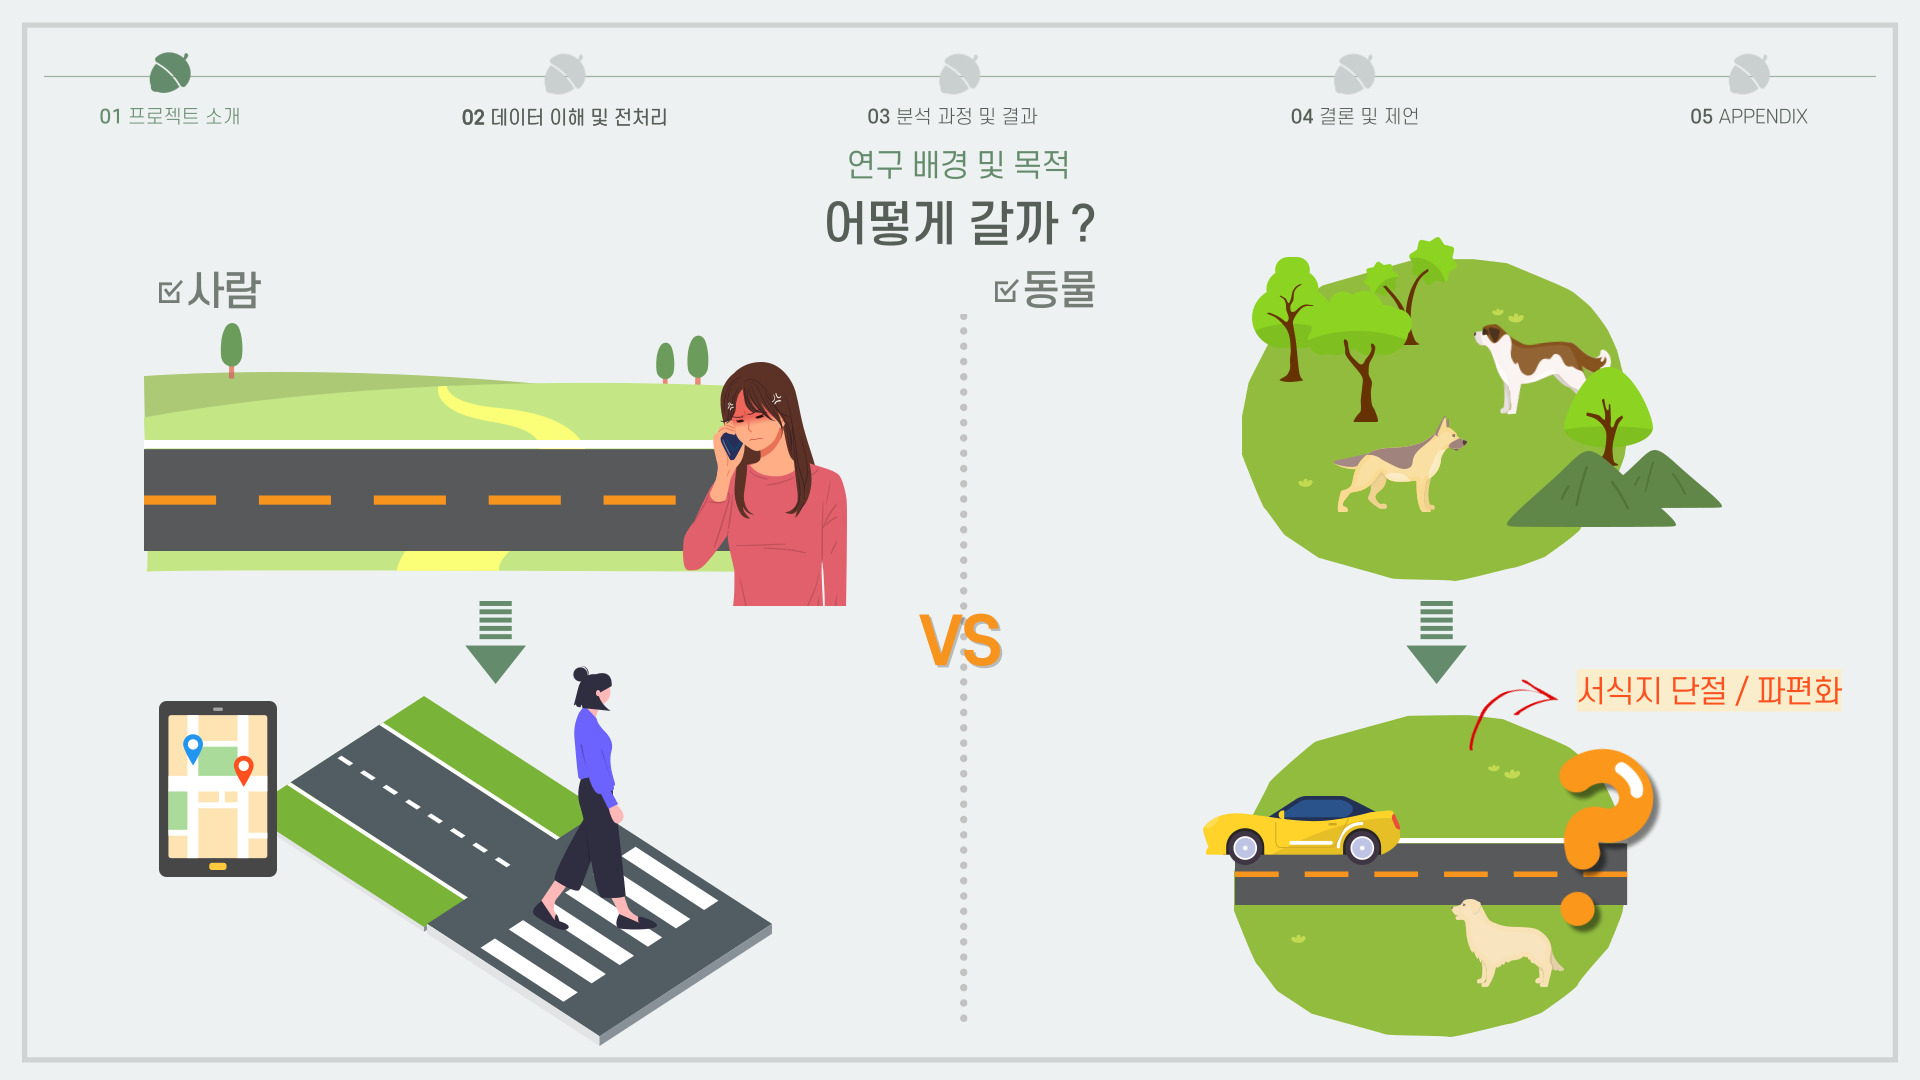 01 프로젝트 소개
02 데이터 이해 및 전처리
03 분석 과정 및 결과
04 결론 및 제언
05 APPENDIX
연구 배경 및 목적
어떻게 갈까 ?
사람
동물
VS
서식지 단절 / 파편화
?